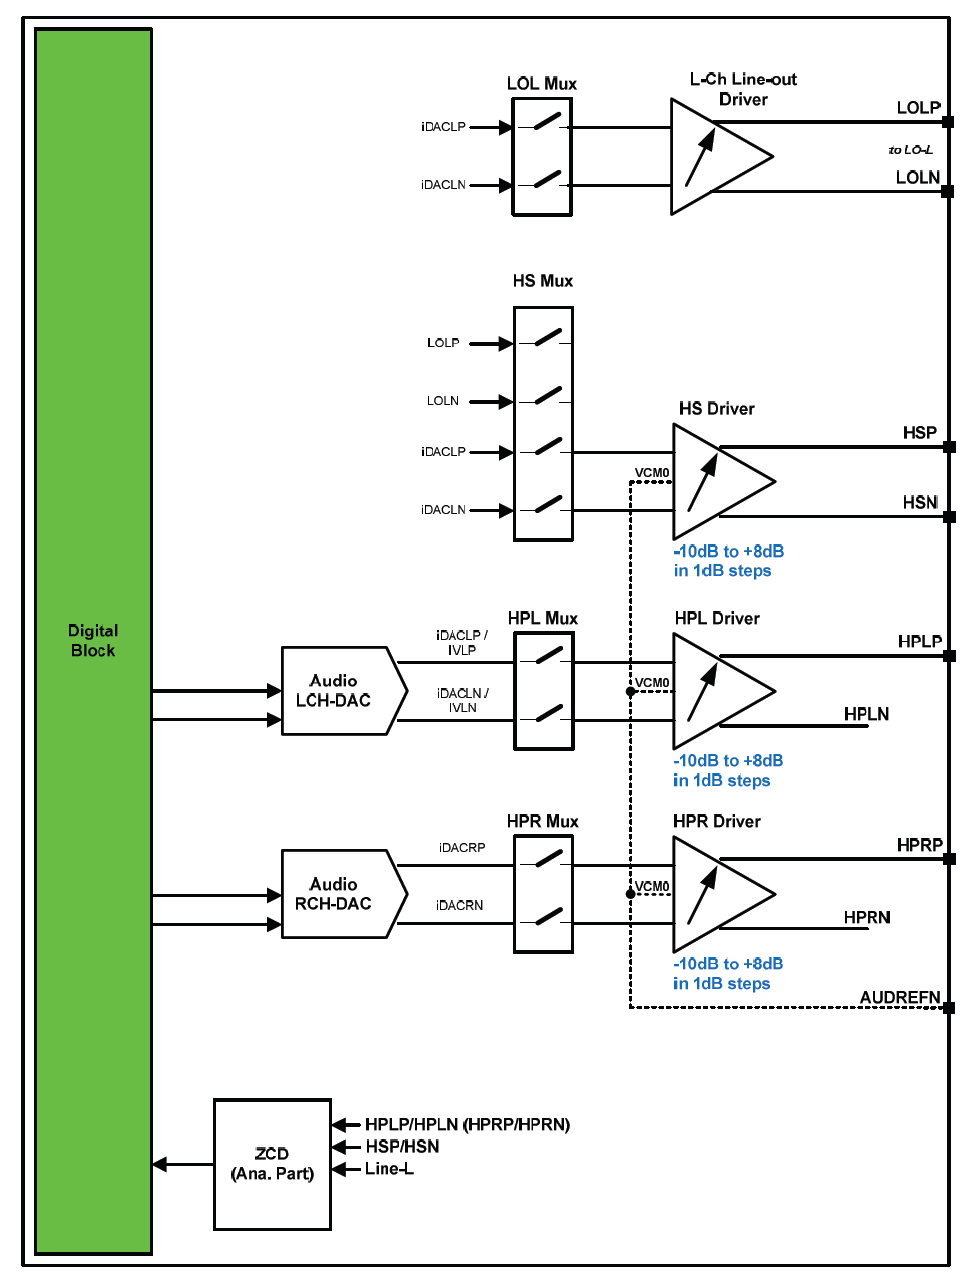 LOL Mux
L-Ch Line-out
Driver
LOLP
iDACLP
to LO-L
iDACLN
LOLN
HS Mux
LOLP
LOLN
HS Driver
HSP
iDACLP
VCM0
iDACLN
HSN
-10dB to +8dB
in 1dB steps
Digital
Block
iDACLP /
IVLP
HPL Mux
HPL Driver
HPLP
Audio
LCH-DAC
iDACLN /
IVLN
VCM0
HPLN
-10dB to +8dB
in 1dB steps
HPR Mux
HPR Driver
iDACRP
HPRP
Audio
RCH-DAC
iDACRN
VCM0
HPRN
-10dB to +8dB
in 1dB steps
AUDREFN
ZCD
(Ana. Part)
HPLP/HPLN (HPRP/HPRN)
HSP/HSN
Line-L